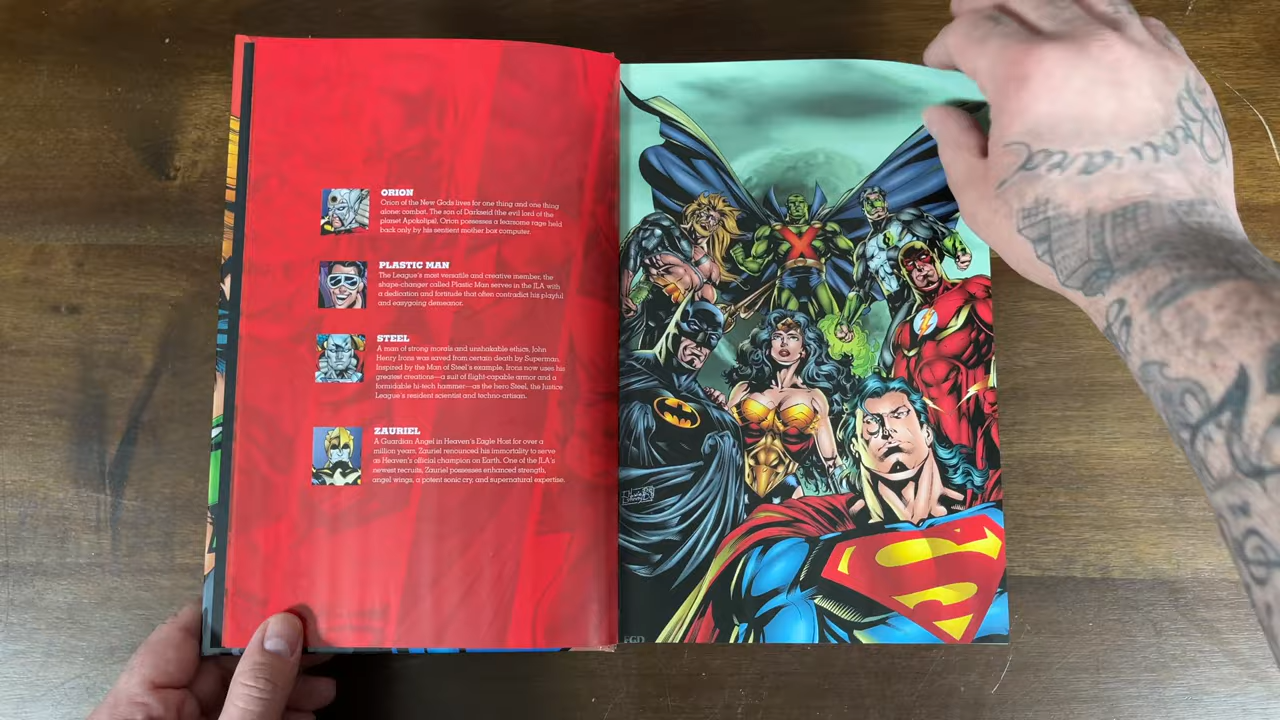 ORION
Orion of the New Gods lives for one thing and one thing
alone: combat. The son of Darkseid (the evil lord of the
planet Apokolips), Orion possesses a fearsome rage held
back only by his sentient mother box computer.
PLASTIC MAN
The League's most versatile and creative member, the
shape-changer called Plastic Man serves in the JLA with
a dedication and fortitude that often contradict his playful
and easygoing demeanor.
STEEL
A man of strong morals and unshakable ethics, John
Henry Irons was saved from certain death by Superman.
Inspired by the Man of Steel's example, Irons now uses his
greatest creations—a suit of flight-capable armor and a
formidable hi-tech hammer—as the hero Steel, the Justice
League's resident scientist and techno-artisan.
ZAURIEL
A Guardian Angel in Heaven's Eagle Host for over a
million years, Zauriel renounced his immortality to serve
as Heaven's official champion on Earth. One of the JLA's
newest recruits, Zauriel possesses enhanced strength,
angel wings, a potent sonic cry, and supernatural expertise.
S
Broward